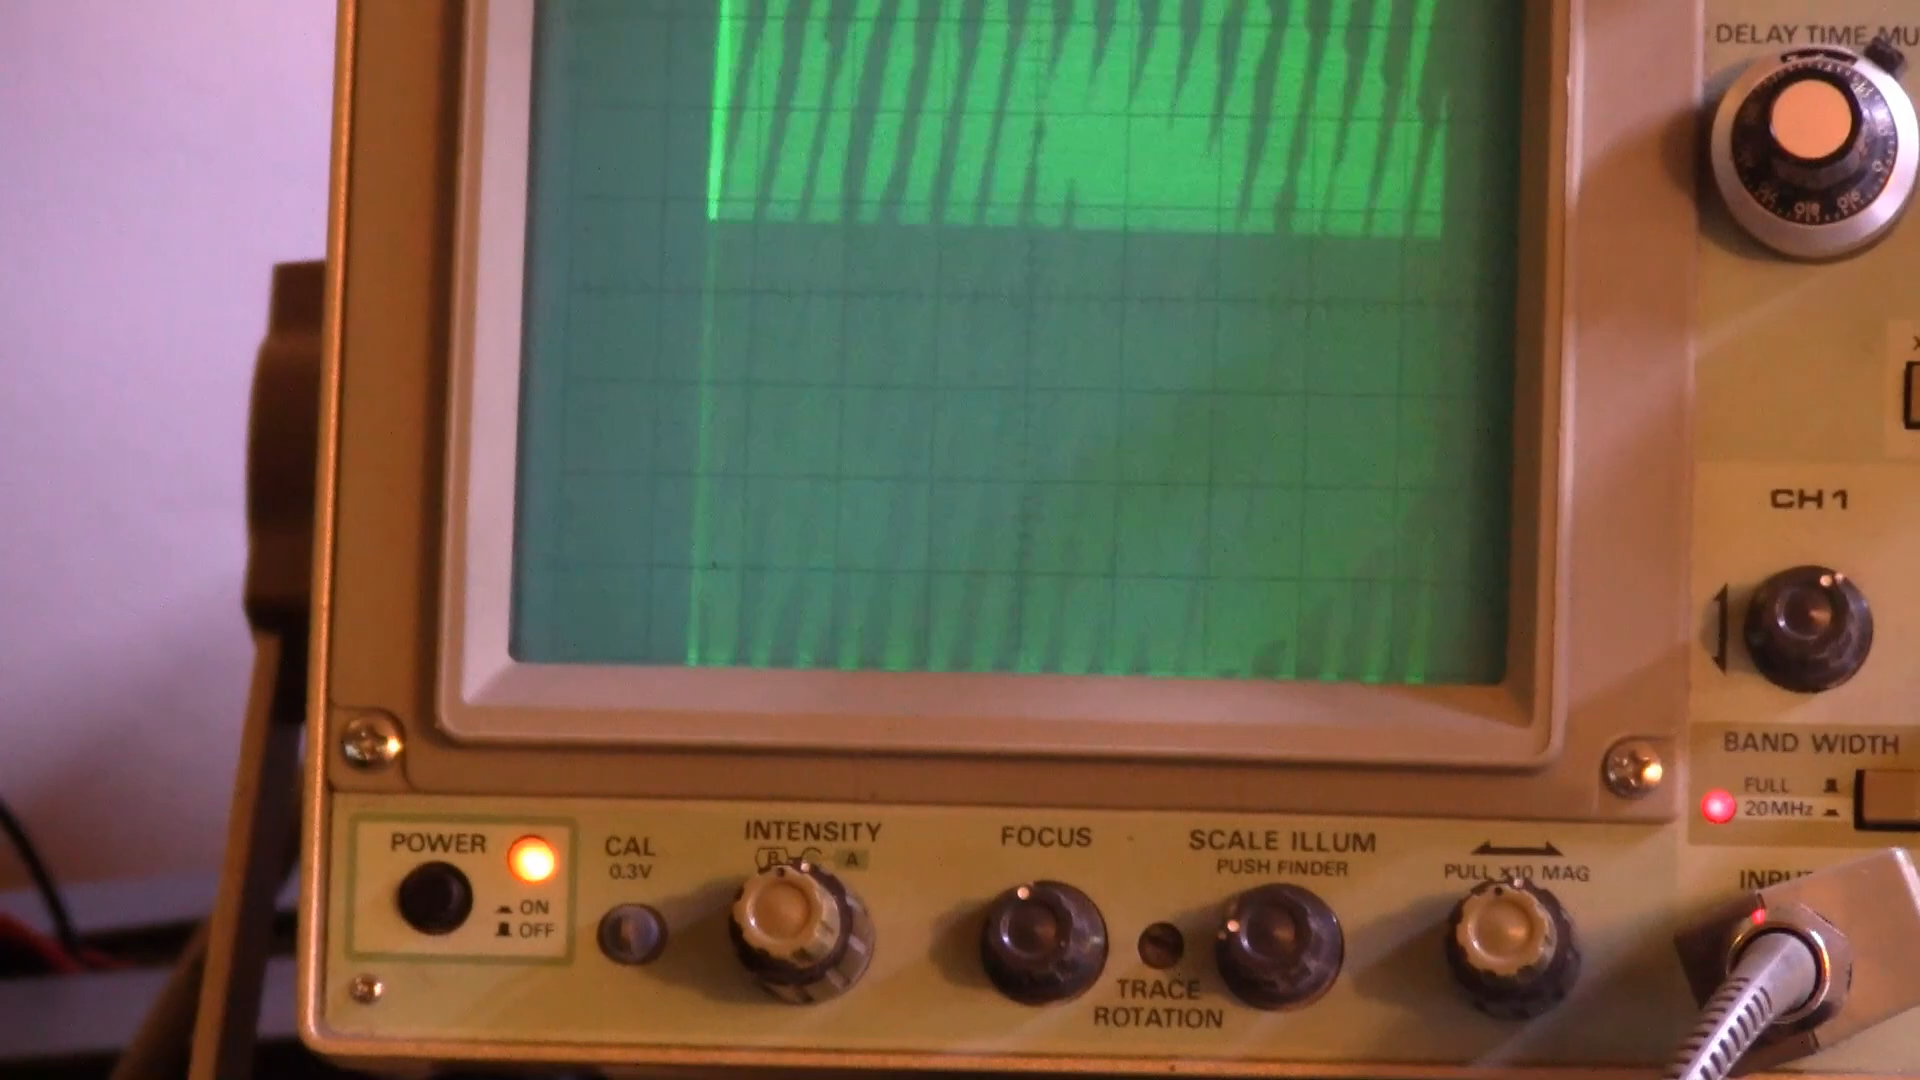 DELAY TIME MU
CH 1
BAND WIDTH
FULL
20MHz
POWER
ON
OFF
CAL
0.3V
INTENSITY
B A
FOCUS
SCALE ILLUM
PUSH FINDER
TRACE
ROTATION
PULL X10 MAG
INPU